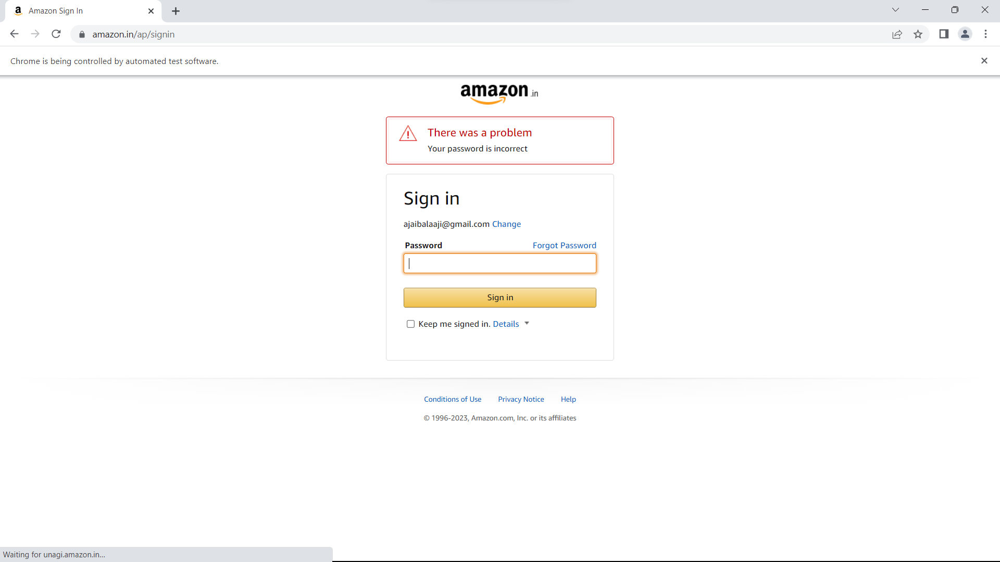 Amazon Sign In
amazon.in/ap/signin
Chrome is being controlled by automated test software.
amazon.in
There was a problem
Your password is incorrect
Sign in
ajaibalaaji@gmail.com Change
Password Forgot Password
Sign in
Keep me signed in. Details
Conditions of Use Privacy Notice Help
© 1996-2023, Amazon.com, Inc. or its affiliates
Waiting for unagi.amazon.in...